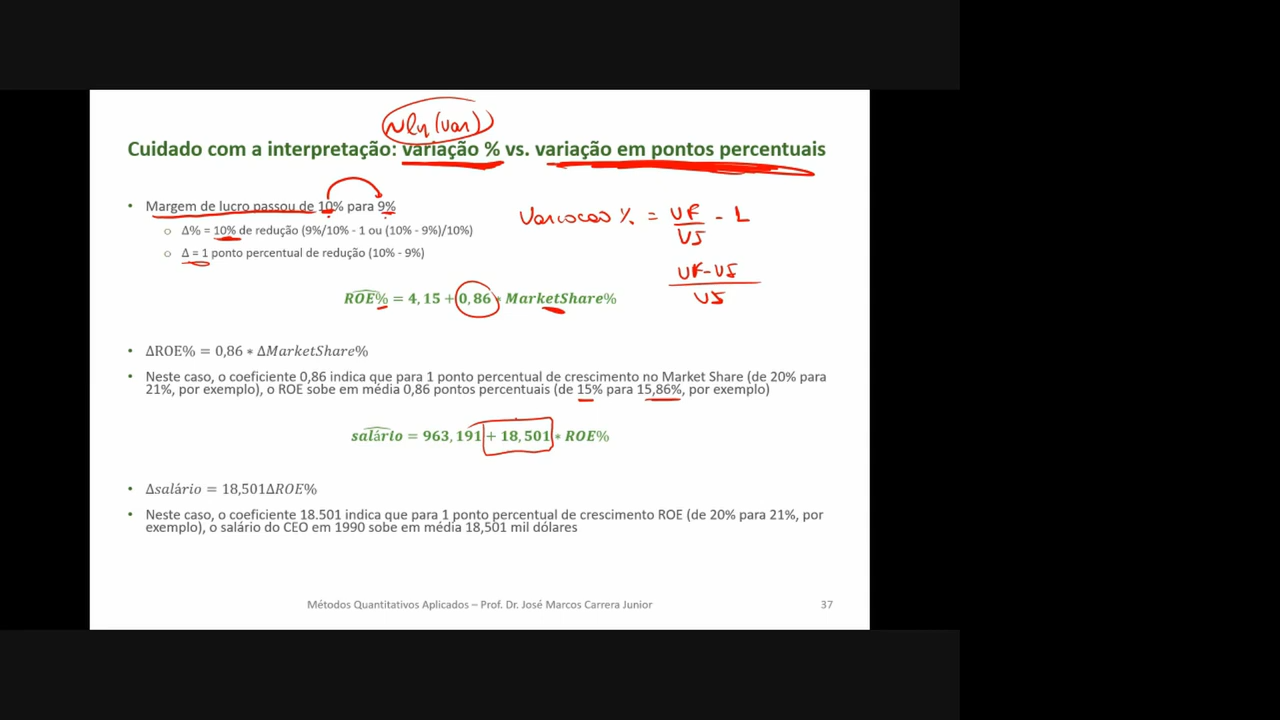 ln (var)
Cuidado com a interpretação: variação % vs. variação em pontos percentuais
• Margem de lucro passou de 10% para 9%
Variacao % = VF / VI - 1
○ Δ% = 10% de redução (9%/10% - 1 ou (10% - 9%)/10%)
○ Δ = 1 ponto percentual de redução (10% - 9%)
VF-VI / VI
ROE% = 4,15 + 0,86 * MarketShare%
• ΔROE% = 0,86 * ΔMarketShare%
• Neste caso, o coeficiente 0,86 indica que para 1 ponto percentual de crescimento no Market Share (de 20% para
21%, por exemplo), o ROE sobe em média 0,86 pontos percentuais (de 15% para 15,86%, por exemplo)
salário = 963,191 + 18,501 * ROE%
• Δsalário = 18,501ΔROE%
• Neste caso, o coeficiente 18.501 indica que para 1 ponto percentual de crescimento ROE (de 20% para 21%, por
exemplo), o salário do CEO em 1990 sobe em média 18,501 mil dólares
Métodos Quantitativos Aplicados – Prof. Dr. José Marcos Carrera Junior
37